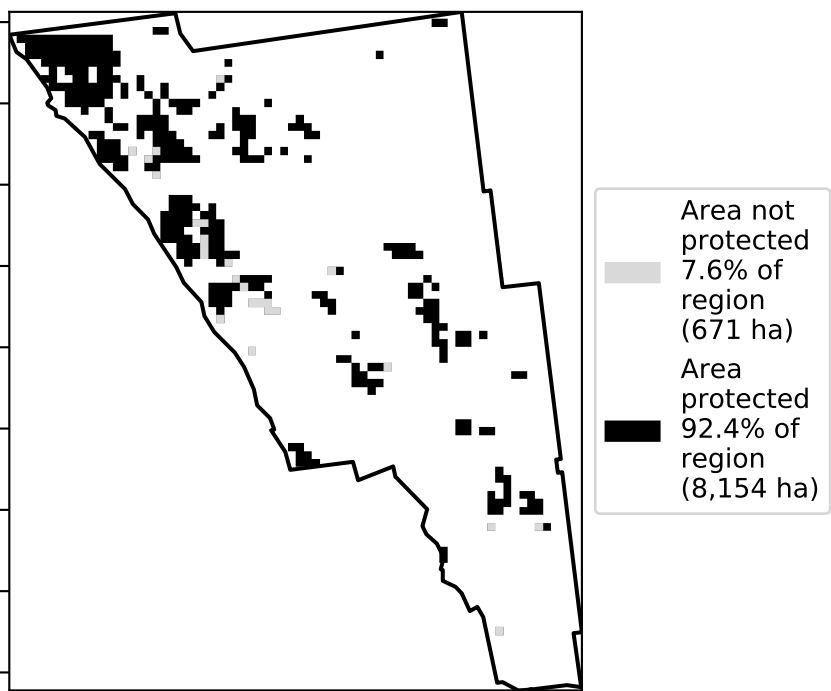 Area not
protected
7.6% of
region
(671 ha)
Area
protected
92.4% of
region
(8,154 ha)